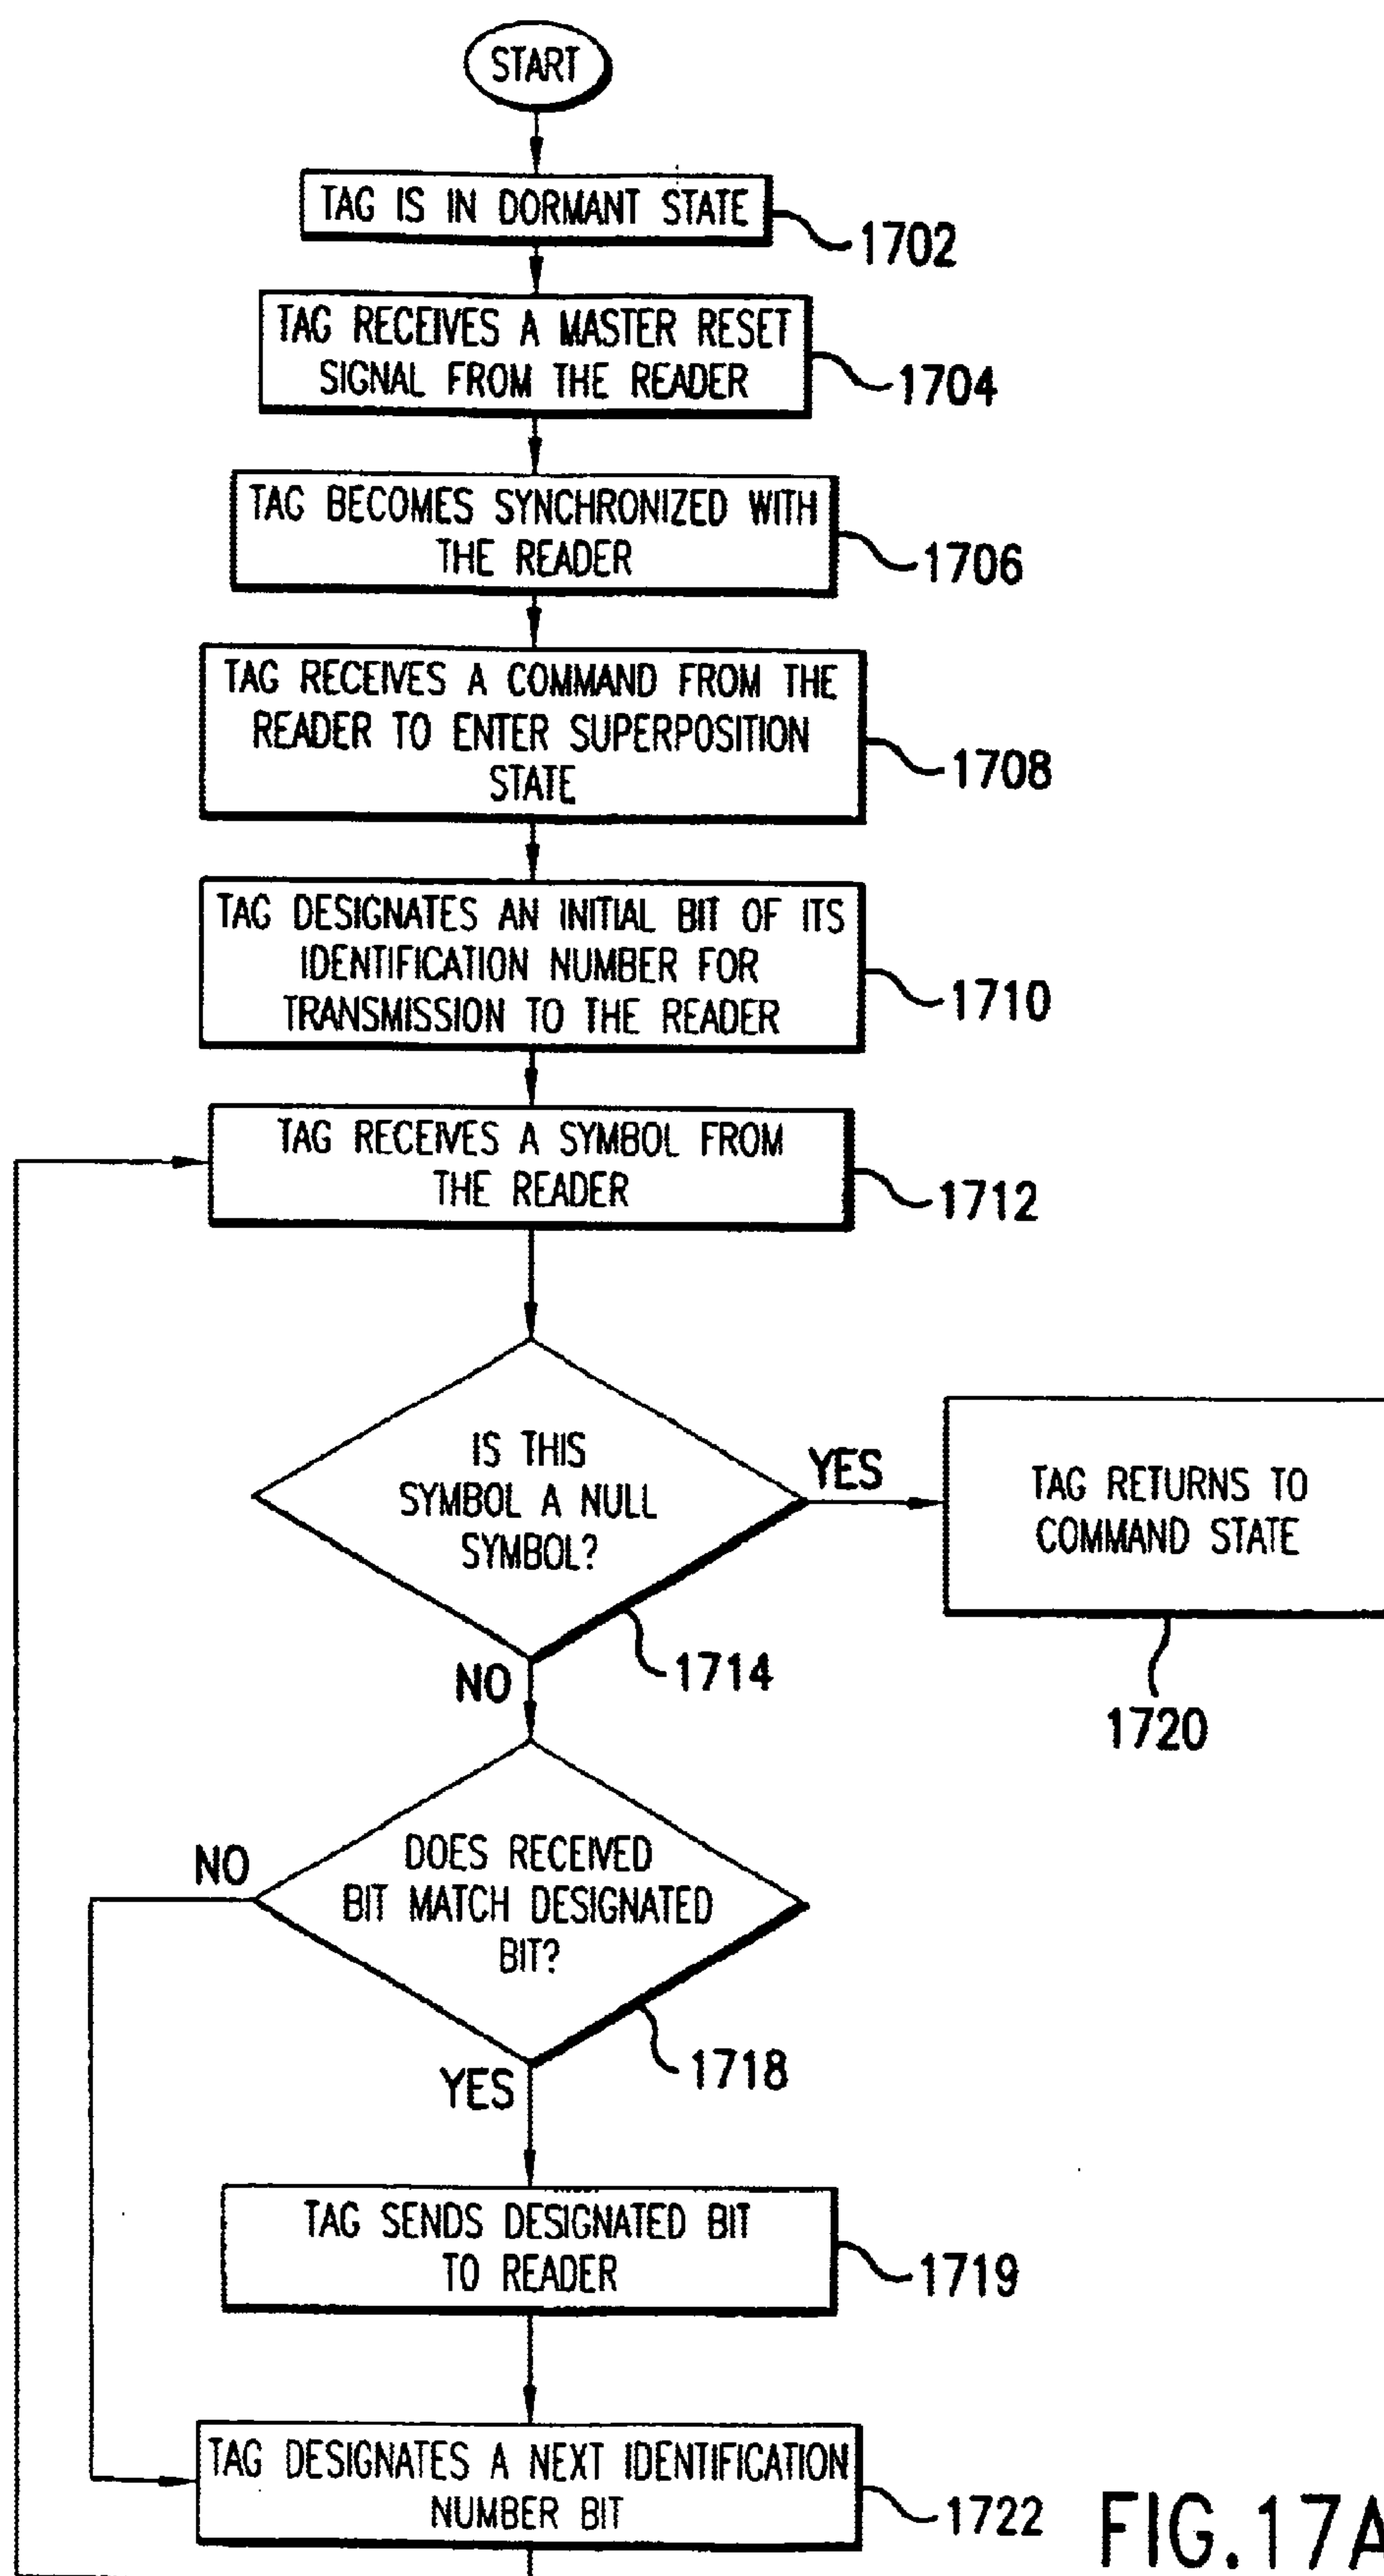 START
TAG IS IN DORMANT STATE
1702
TAG RECEIVES A MASTER RESET
SIGNAL FROM THE READER
1704
TAG BECOMES SYNCHRONIZED WITH
THE READER
1706
TAG RECEIVES A COMMAND FROM THE
READER TO ENTER SUPERPOSITION
STATE
1708
TAG DESIGNATES AN INITIAL BIT OF ITS
IDENTIFICATION NUMBER FOR
TRANSMISSION TO THE READER
1710
TAG RECEIVES A SYMBOL FROM
THE READER
1712
IS THIS
SYMBOL A NULL
SYMBOL?
YES
TAG RETURNS TO
COMMAND STATE
1714
NO
1720
DOES RECEIVED
BIT MATCH DESIGNATED
BIT?
NO
1718
YES
TAG SENDS DESIGNATED BIT
TO READER
1719
TAG DESIGNATES A NEXT IDENTIFICATION
NUMBER BIT
1722
FIG.17A